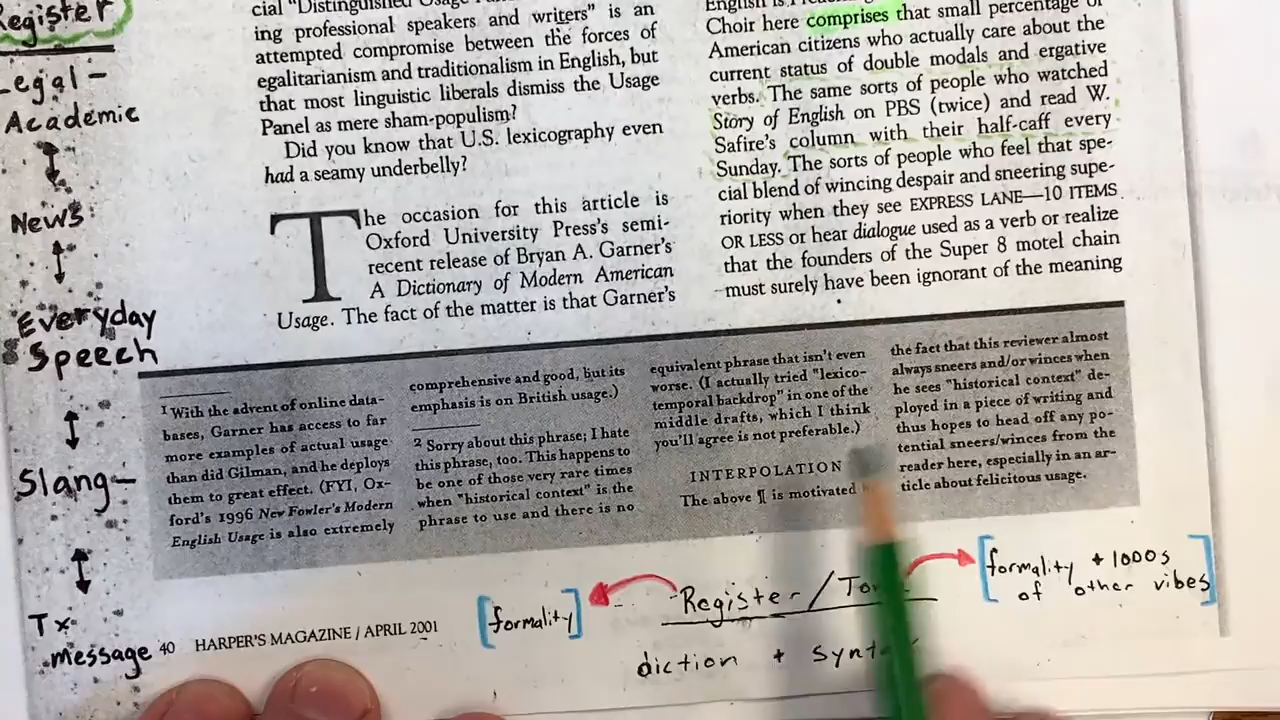 Register
Legal -
Academic
News
Everyday
Speech
Slang -
Tx
message
ing professional speakers and writers" is an
attempted compromise between the forces of
egalitarianism and traditionalism in English, but
that most linguistic liberals dismiss the Usage
Panel as mere sham-populism?
Did you know that U.S. lexicography even
had a seamy underbelly?
The occasion for this article is
Oxford University Press's semi-
recent release of Bryan A. Garner's
A Dictionary of Modern American
Usage. The fact of the matter is that Garner's
Choir here comprises that small percentage of
American citizens who actually care about the
current status of double modals and ergative
verbs. The same sorts of people who watched
Story of English on PBS (twice) and read W.
Safire's column with their half-caff every
Sunday. The sorts of people who feel that spe-
cial blend of wincing despair and sneering supe-
riority when they see EXPRESS LANE—10 ITEMS
OR LESS or hear dialogue used as a verb or realize
that the founders of the Super 8 motel chain
must surely have been ignorant of the meaning
1 With the advent of online data-
bases, Garner has access to far
more examples of actual usage
than did Gilman, and he deploys
them to great effect. (FYI, Ox-
ford's 1996 New Fowler's Modern
English Usage is also extremely
comprehensive and good, but its
emphasis is on British usage.)
2 Sorry about this phrase; I hate
this phrase, too. This happens to
be one of those very rare times
when "historical context" is the
phrase to use and there is no
equivalent phrase that isn't even
worse. (I actually tried "lexico-
temporal backdrop" in one of the
middle drafts, which I think
you'll agree is not preferable.)
INTERPOLATION
The above ¶ is motivated
the fact that this reviewer almost
always sneers and/or winces when
he sees "historical context" de-
ployed in a piece of writing and
thus hopes to head off any po-
tential sneers/winces from the
reader here, especially in an ar-
ticle about felicitous usage.
[formality]
Register/
diction +
[formality + 1000s
of other vibes]
40 HARPER'S MAGAZINE / APRIL 2001